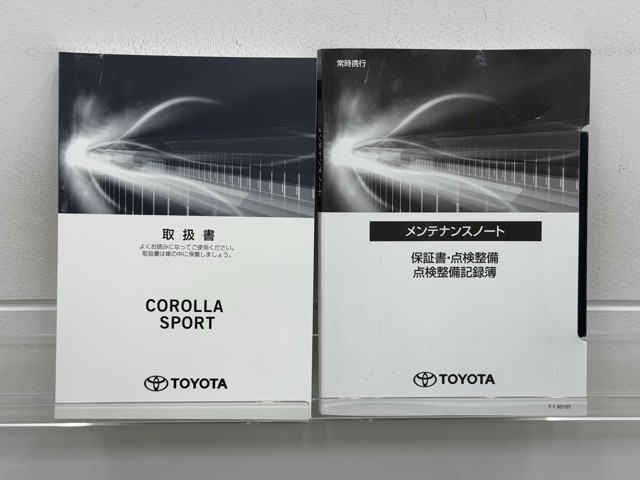 取扱書
よくお読みになってご使用ください。
取扱書は車の中に保管しましょう。
COROLLA
SPORT
TOYOTA
常時携行
メンテナンスノート
保証書・点検整備
点検整備記録簿
TOYOTA